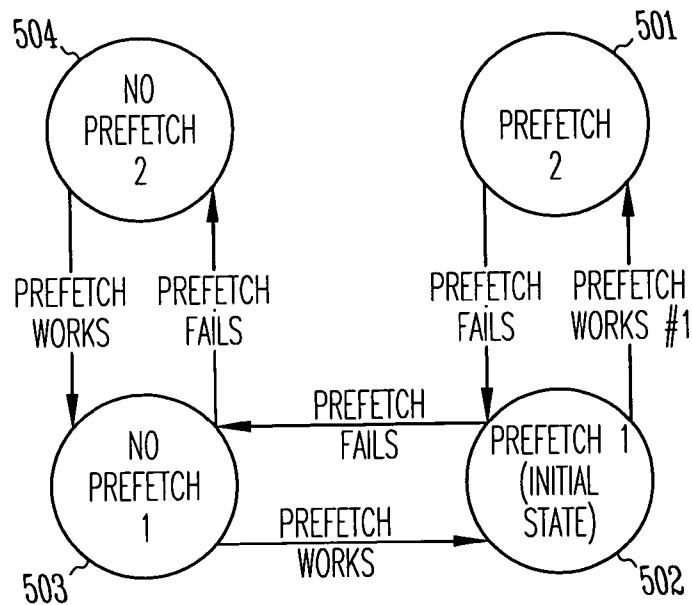 504
501
NO
PREFETCH
2
PREFETCH
2
PREFETCH
WORKS
PREFETCH
FAILS
PREFETCH
FAILS
PREFETCH
WORKS #1
PREFETCH
FAILS
NO
PREFETCH
1
PREFETCH 1
(INITIAL
STATE)
PREFETCH
WORKS
503
502